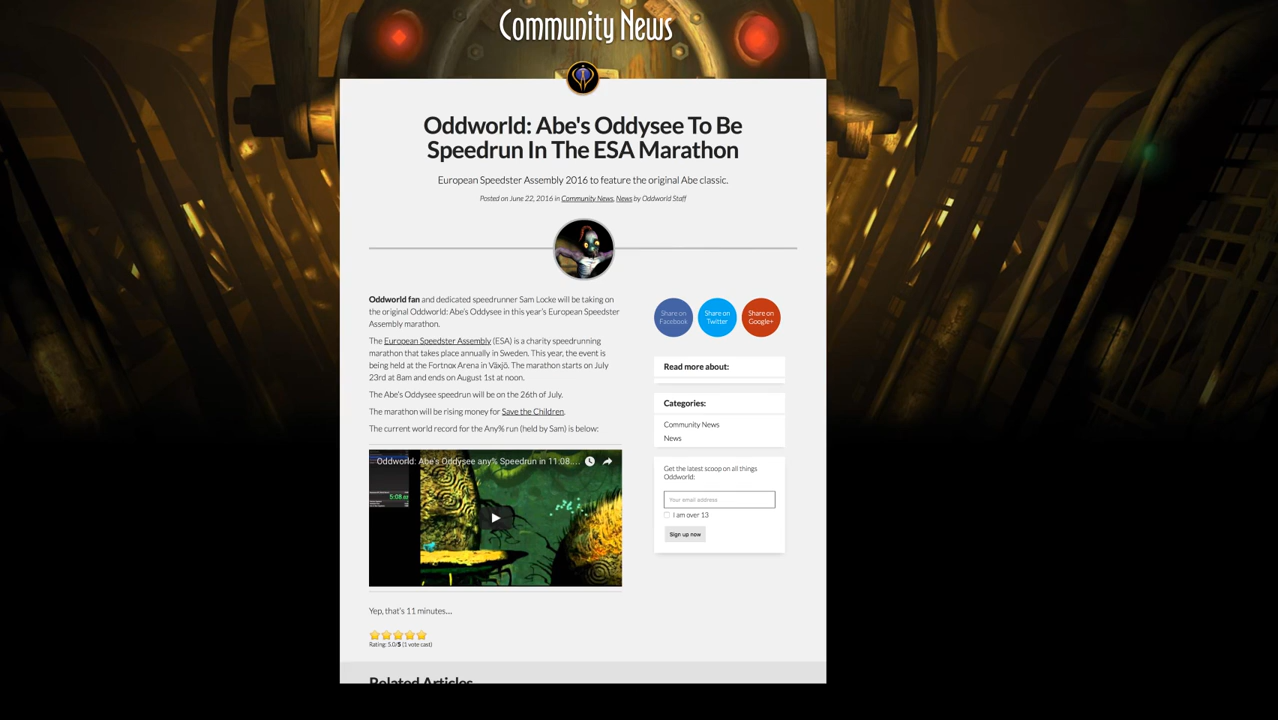 Community News
Oddworld: Abe's Oddysee To Be
Speedrun In The ESA Marathon
European Speedster Assembly 2016 to feature the original Abe classic.
Posted on June 22, 2016 in Community News, News by Oddworld Staff
Oddworld fan and dedicated speedrunner Sam Locke will be taking on
the original Oddworld: Abe's Oddysee in this year's European Speedster
Assembly marathon.
The European Speedster Assembly (ESA) is a charity speedrunning
marathon that takes place annually in Sweden. This year, the event is
being held at the Fortnox Arena in Växjö. The marathon starts on July
23rd at 8am and ends on August 1st at noon.
The Abe's Oddysee speedrun will be on the 26th of July.
The marathon will be rising money for Save the Children.
The current world record for the Any% run (held by Sam) is below:
Oddworld: Abe's Oddysee any% Speedrun in 11:08....
5:08
Yep, that's 11 minutes...
Rating: 5.0/5 (1 vote cast)
Share on
Facebook
Share on
Twitter
Share on
Google+
Read more about:
Categories:
Community News
News
Get the latest scoop on all things
Oddworld:
Your email address
I am over 13
Sign up now
Related Articles